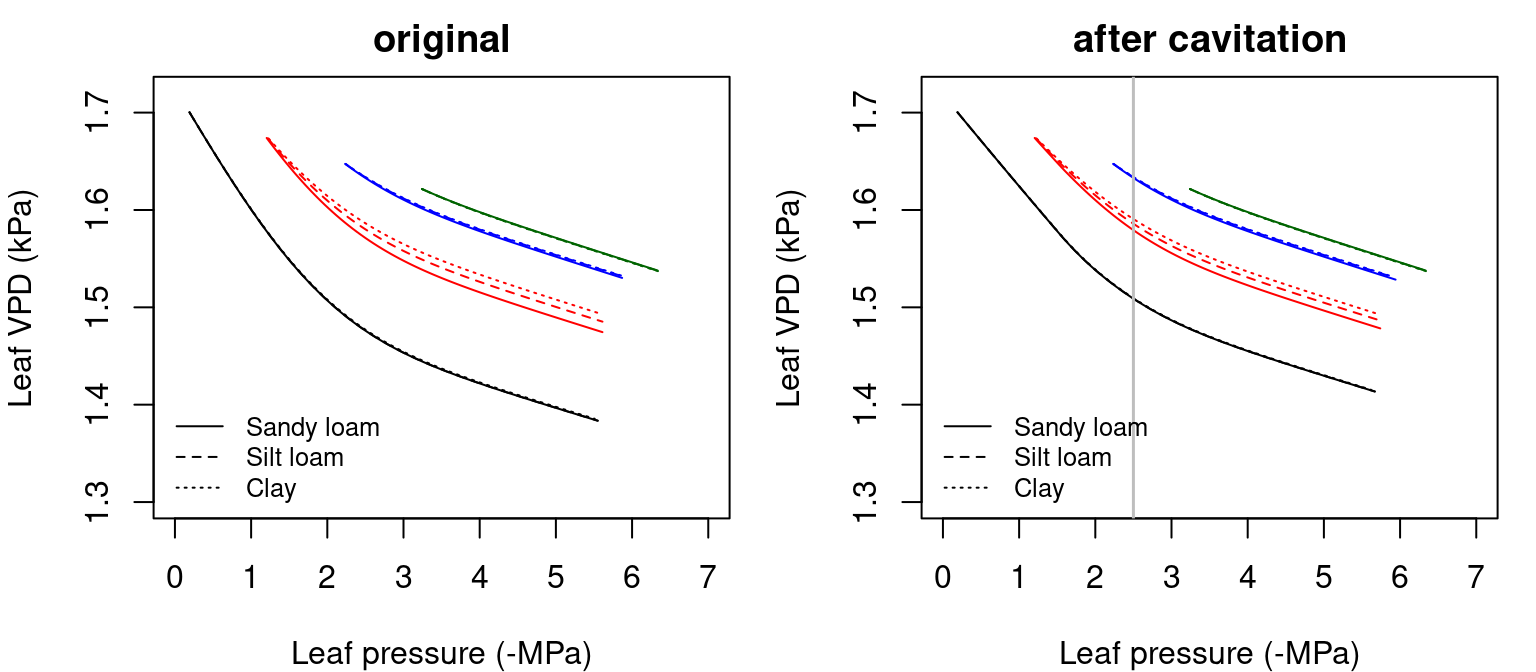 original
Leaf VPD (kPa)
1.7
1.6
1.5
1.4
1.3
Sandy loam
Silt loam
Clay
0 1 2 3 4 5 6 7
Leaf pressure (-MPa)
after cavitation
Leaf VPD (kPa)
1.7
1.6
1.5
1.4
1.3
Sandy loam
Silt loam
Clay
0 1 2 3 4 5 6 7
Leaf pressure (-MPa)